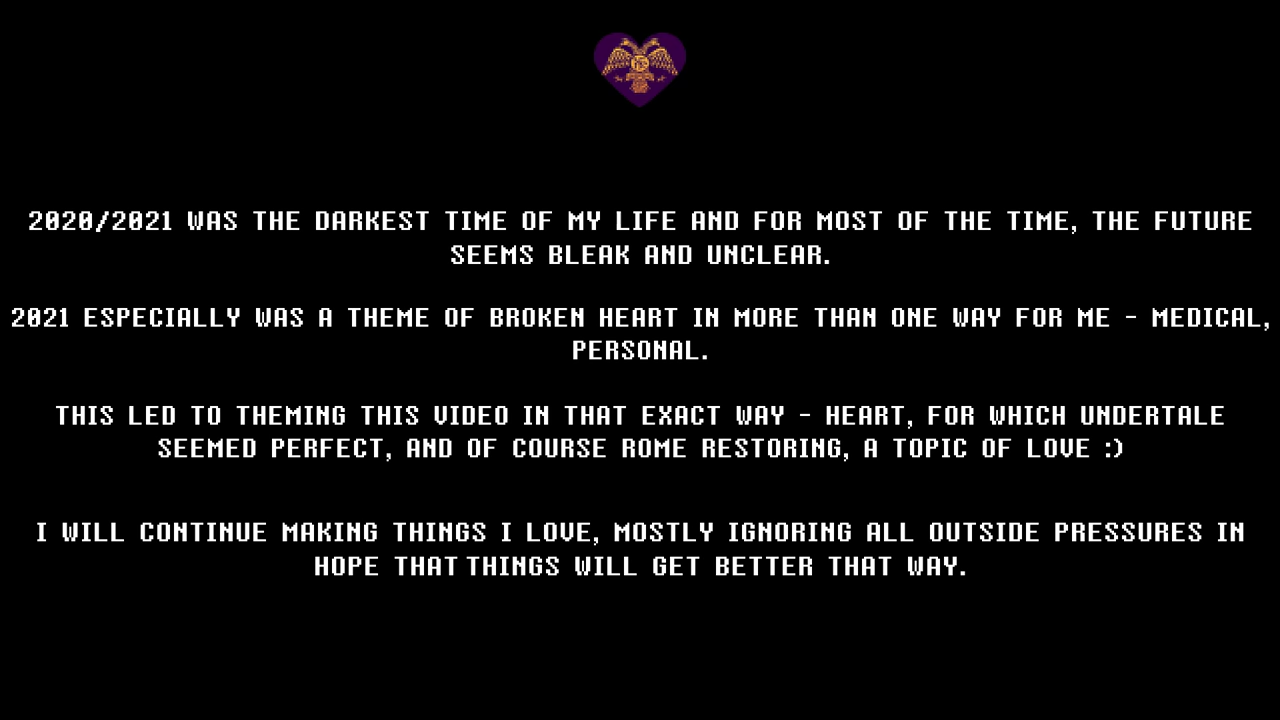 2020/2021 WAS THE DARKEST TIME OF MY LIFE AND FOR MOST OF THE TIME, THE FUTURE
SEEMS BLEAK AND UNCLEAR.
2021 ESPECIALLY WAS A THEME OF BROKEN HEART IN MORE THAN ONE WAY FOR ME - MEDICAL,
PERSONAL.
THIS LED TO THEMING THIS VIDEO IN THAT EXACT WAY - HEART, FOR WHICH UNDERTALE
SEEMED PERFECT, AND OF COURSE ROME RESTORING, A TOPIC OF LOVE :)
I WILL CONTINUE MAKING THINGS I LOVE, MOSTLY IGNORING ALL OUTSIDE PRESSURES IN
HOPE THAT THINGS WILL GET BETTER THAT WAY.